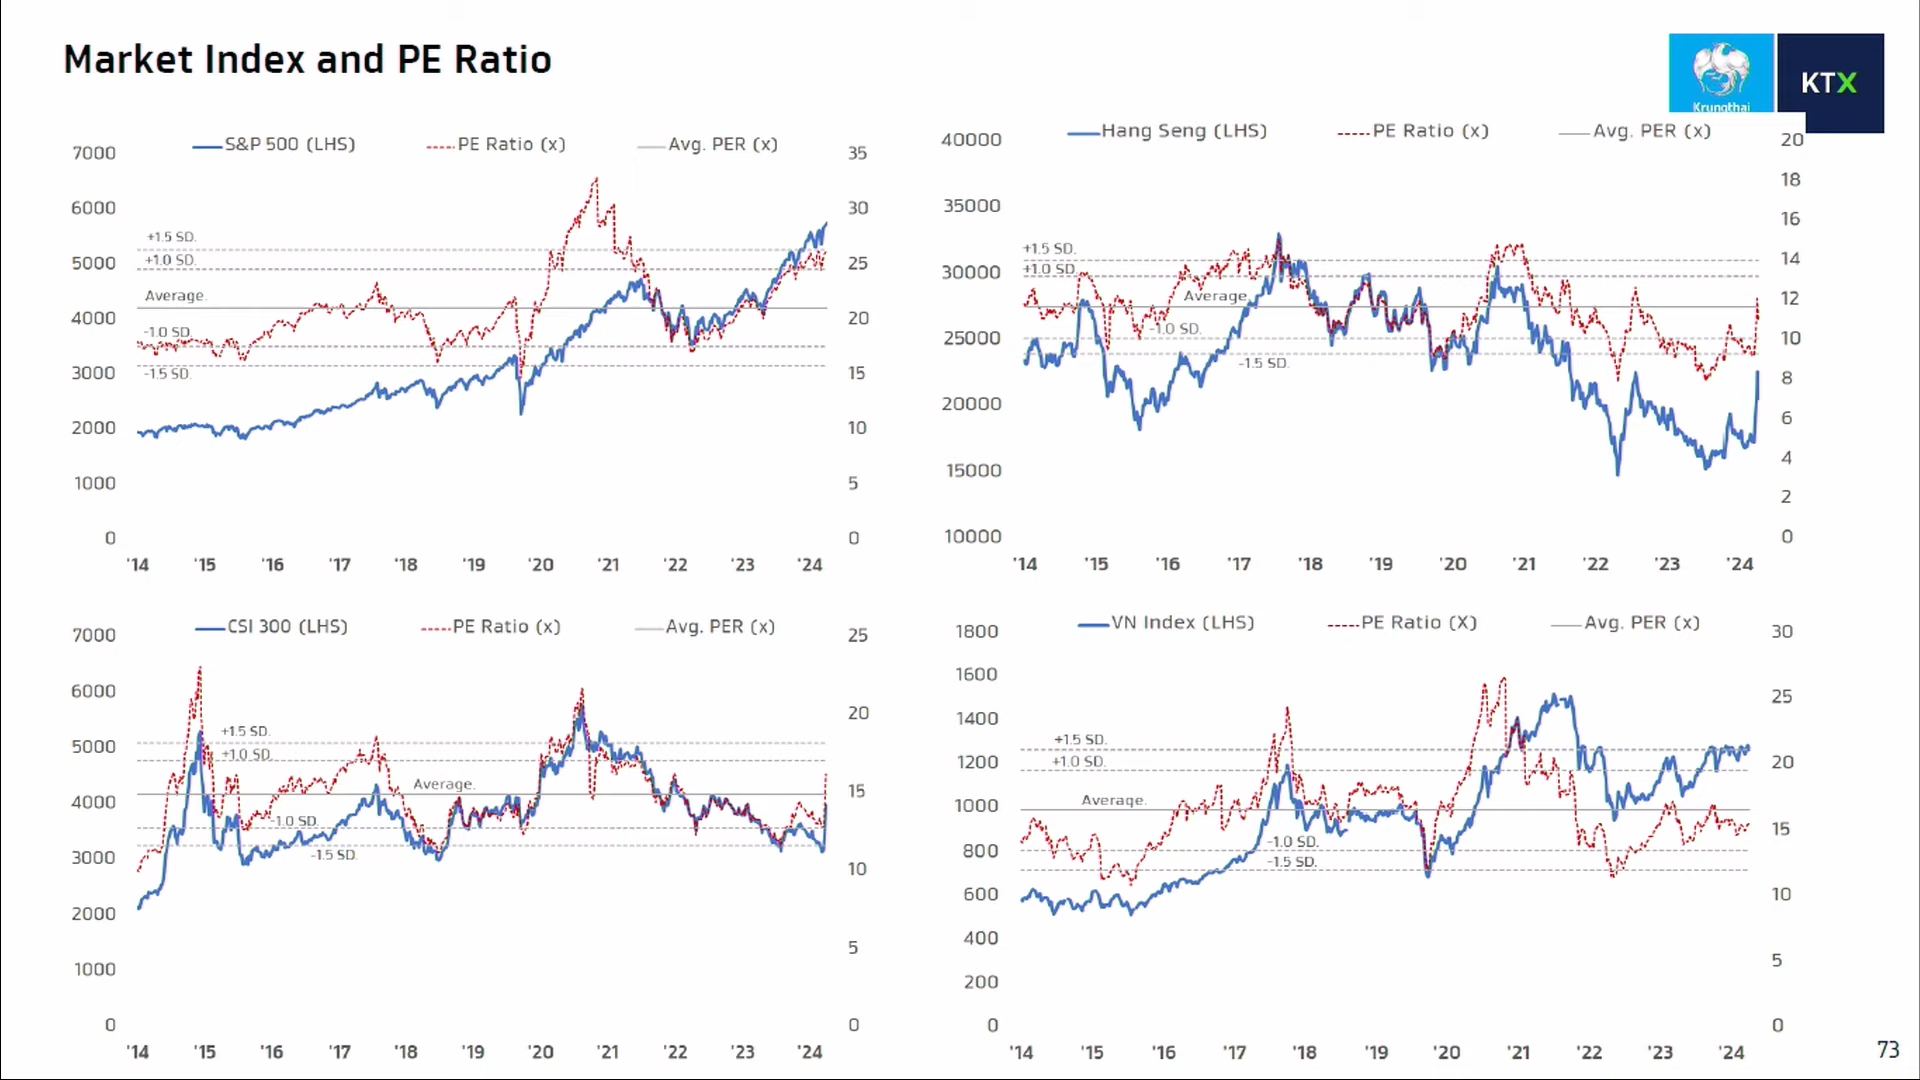 Market Index and PE Ratio
Krungthai
KTX
S&P 500 (LHS) PE Ratio (x) Avg. PER (x)
7000 35
6000 30
+1.5 SD.
5000 25
+1.0 SD.
Average.
4000 20
-1.0 SD.
3000 15
-1.5 SD.
2000 10
1000 5
0 0
'14 '15 '16 '17 '18 '19 '20 '21 '22 '23 '24
Hang Seng (LHS) PE Ratio (x) Avg. PER (x)
40000 20
18
35000 16
+1.5 SD.
14
30000
+1.0 SD.
Average.
12
-1.0 SD.
25000 10
-1.5 SD.
8
20000
6
15000 4
2
10000 0
'14 '15 '16 '17 '18 '19 '20 '21 '22 '23 '24
CSI 300 (LHS) PE Ratio (x) Avg. PER (x)
7000 25
6000
20
+1.5 SD.
5000
+1.0 SD.
Average.
15
4000
-1.0 SD.
3000
-1.5 SD.
10
2000
5
1000
0 0
'14 '15 '16 '17 '18 '19 '20 '21 '22 '23 '24
VN Index (LHS) PE Ratio (X) Avg. PER (x)
1800 30
1600
25
1400
+1.5 SD.
1200 20
+1.0 SD.
Average.
1000
15
-1.0 SD.
800
-1.5 SD.
600 10
400
5
200
0 0
'14 '15 '16 '17 '18 '19 '20 '21 '22 '23 '24
73